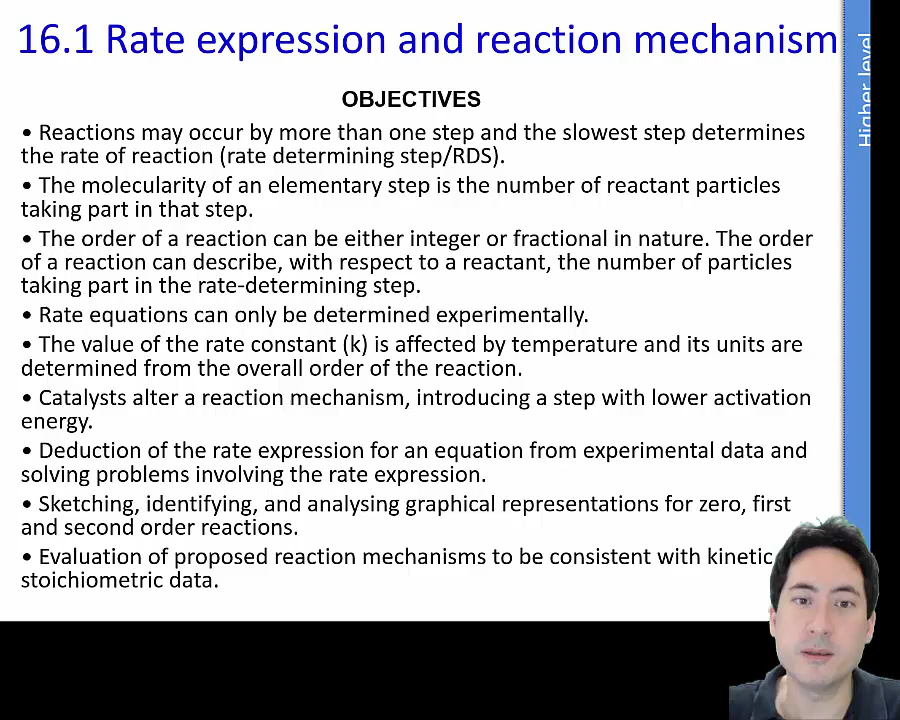 16.1 Rate expression and reaction mechanism
Higher level
OBJECTIVES
• Reactions may occur by more than one step and the slowest step determines
the rate of reaction (rate determining step/RDS).
• The molecularity of an elementary step is the number of reactant particles
taking part in that step.
• The order of a reaction can be either integer or fractional in nature. The order
of a reaction can describe, with respect to a reactant, the number of particles
taking part in the rate-determining step.
• Rate equations can only be determined experimentally.
• The value of the rate constant (k) is affected by temperature and its units are
determined from the overall order of the reaction.
• Catalysts alter a reaction mechanism, introducing a step with lower activation
energy.
• Deduction of the rate expression for an equation from experimental data and
solving problems involving the rate expression.
• Sketching, identifying, and analysing graphical representations for zero, first
and second order reactions.
• Evaluation of proposed reaction mechanisms to be consistent with kinetic
stoichiometric data.